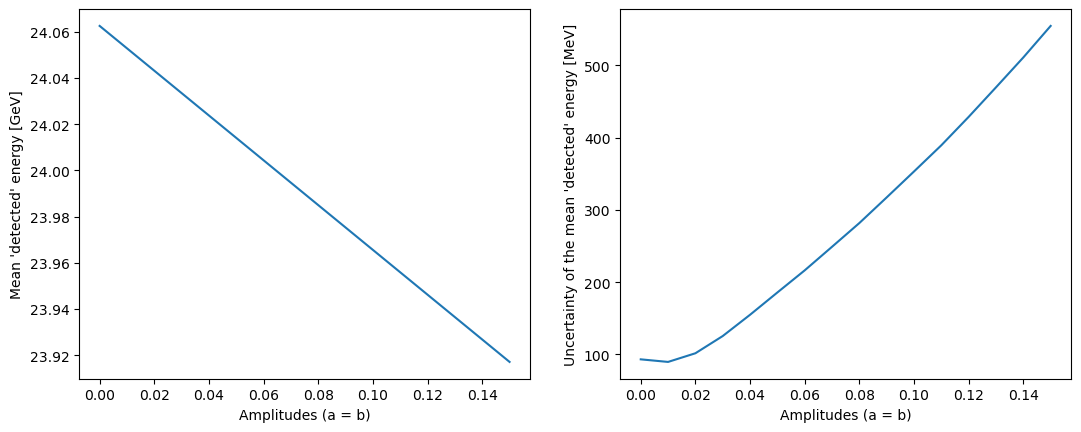 Mean 'detected' energy [GeV]
24.06
24.04
24.02
24.00
23.98
23.96
23.94
23.92
0.00 0.02 0.04 0.06 0.08 0.10 0.12 0.14
Amplitudes (a = b)
Uncertainty of the mean 'detected' energy [MeV]
500
400
300
200
100
0.00 0.02 0.04 0.06 0.08 0.10 0.12 0.14
Amplitudes (a = b)